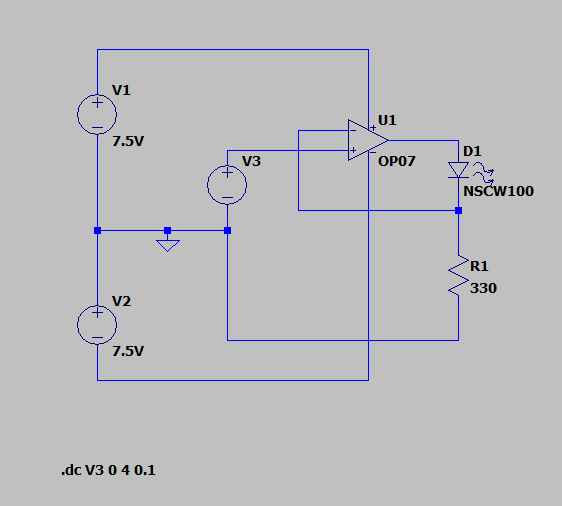 V1
7.5V
V3
U1
OP07
D1
NSCW100
R1
330
V2
7.5V
.dc V3 0 4 0.1